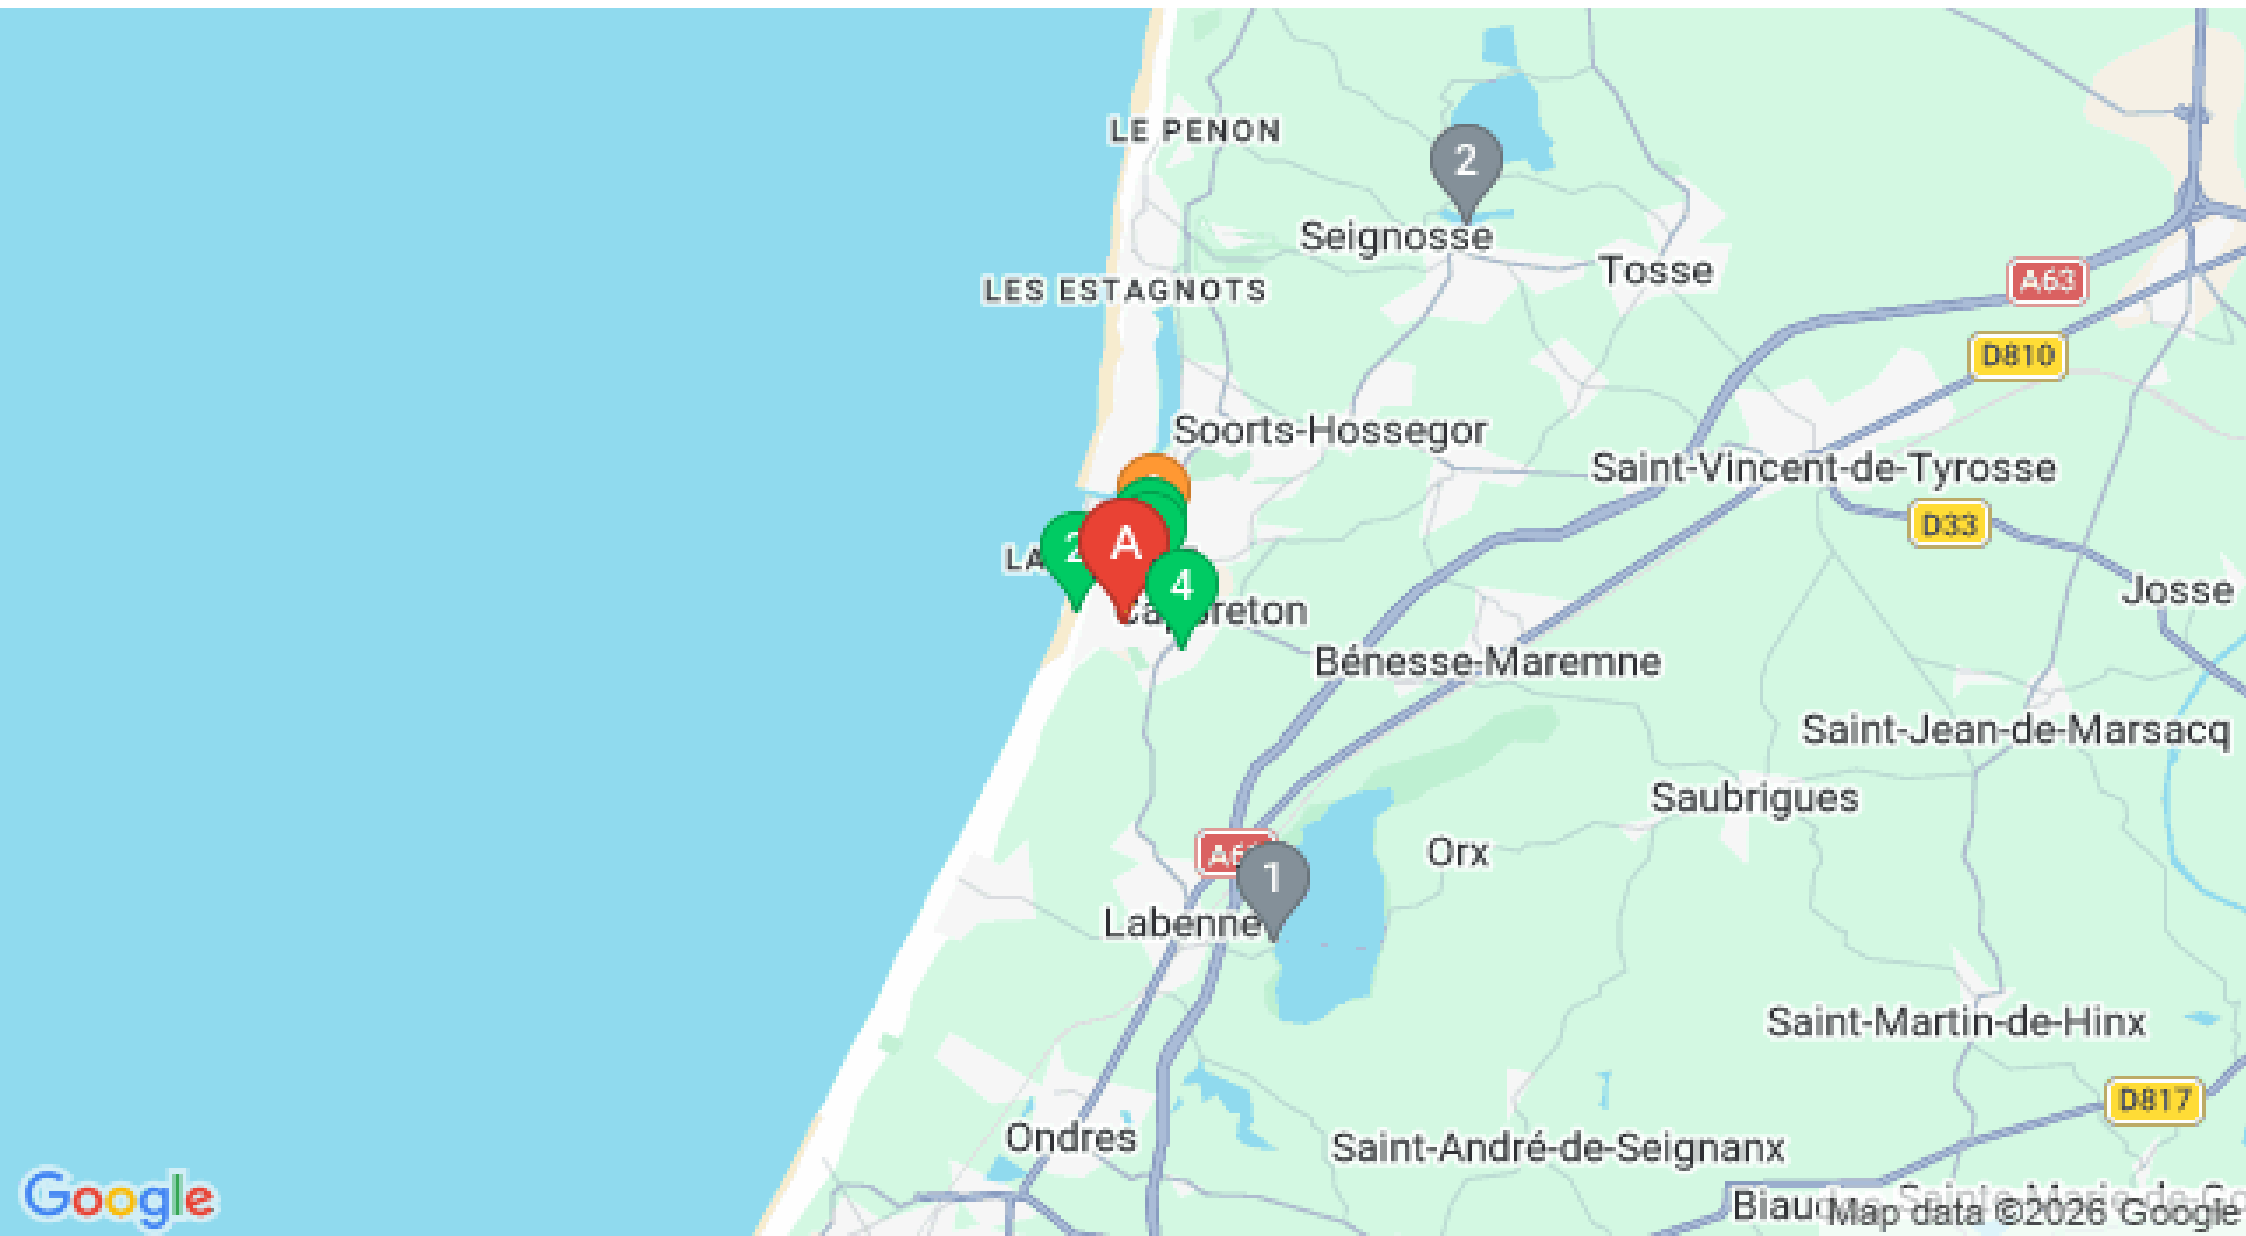 LE PENON
2
Seignosse
Tosse
A63
LES ESTAGNOTS
D810
Soorts-Hossegor
Saint-Vincent-de-Tyrosse
D33
2
A
LA
4
Josse
Bénesse-Maremne
Saint-Jean-de-Marsacq
Saubrigues
Orx
1
Labenne
Saint-Martin-de-Hinx
D817
Ondres
Saint-André-de-Seignanx
Google
Map data ©2026 Google